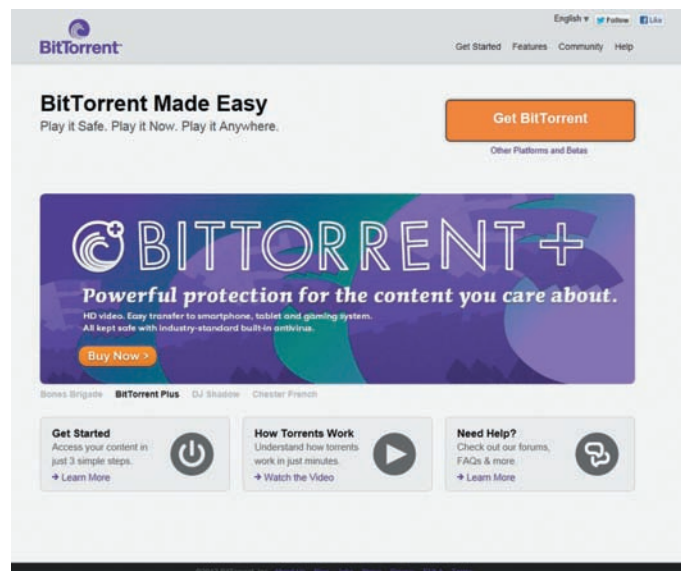 English ▾ Follow Like
BitTorrent
Get Started Features Community Help
BitTorrent Made Easy
Play it Safe. Play it Now. Play it Anywhere.
Get BitTorrent
Other Platforms and Betas
BITTORRENT+
Powerful protection for the content you care about.
HD video. Easy transfer to smartphone, tablet and gaming system.
All kept safe with industry-standard built-in antivirus.
Buy Now >
Bones Brigade BitTorrent Plus DJ Shadow Chester French
Get Started
Access your content in
just 3 simple steps.
→ Learn More
How Torrents Work
Understand how torrents
work in just minutes.
→ Watch the Video
Need Help?
Check out our forums,
FAQs & more.
→ Learn More